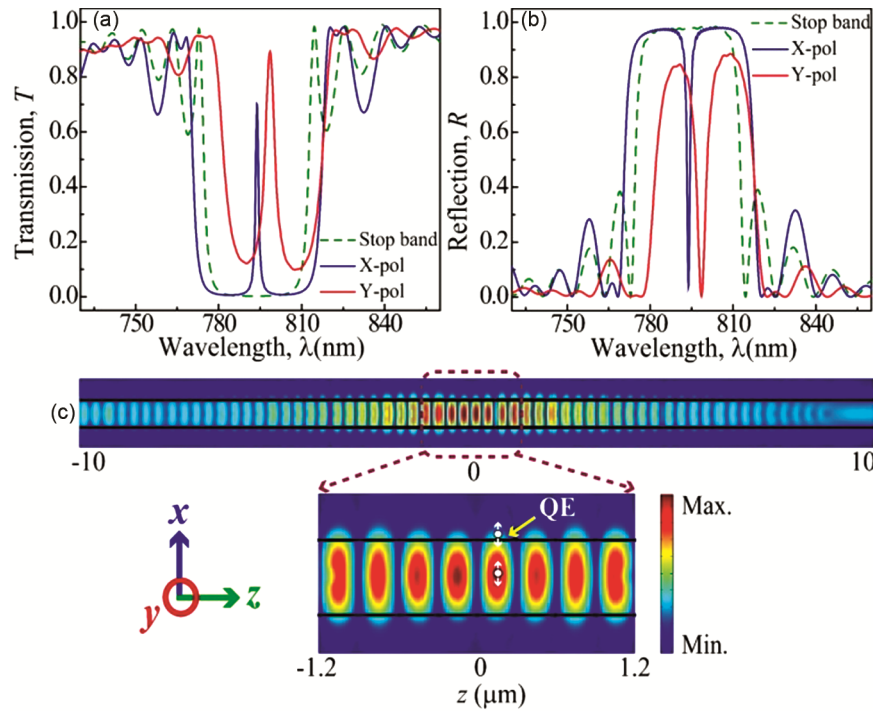 (a)
Transmission, T
1.0
0.8
0.6
0.4
0.2
0.0
Stop band
X-pol
Y-pol
750
780
810
840
Wavelength, λ(nm)
(b)
Reflection, R
1.0
0.8
0.6
0.4
0.2
0.0
Stop band
X-pol
Y-pol
750
780
810
840
Wavelength, λ(nm)
(c)
-10
0
10
QE
x
y
z
Max.
Min.
-1.2
0
1.2
z (μm)